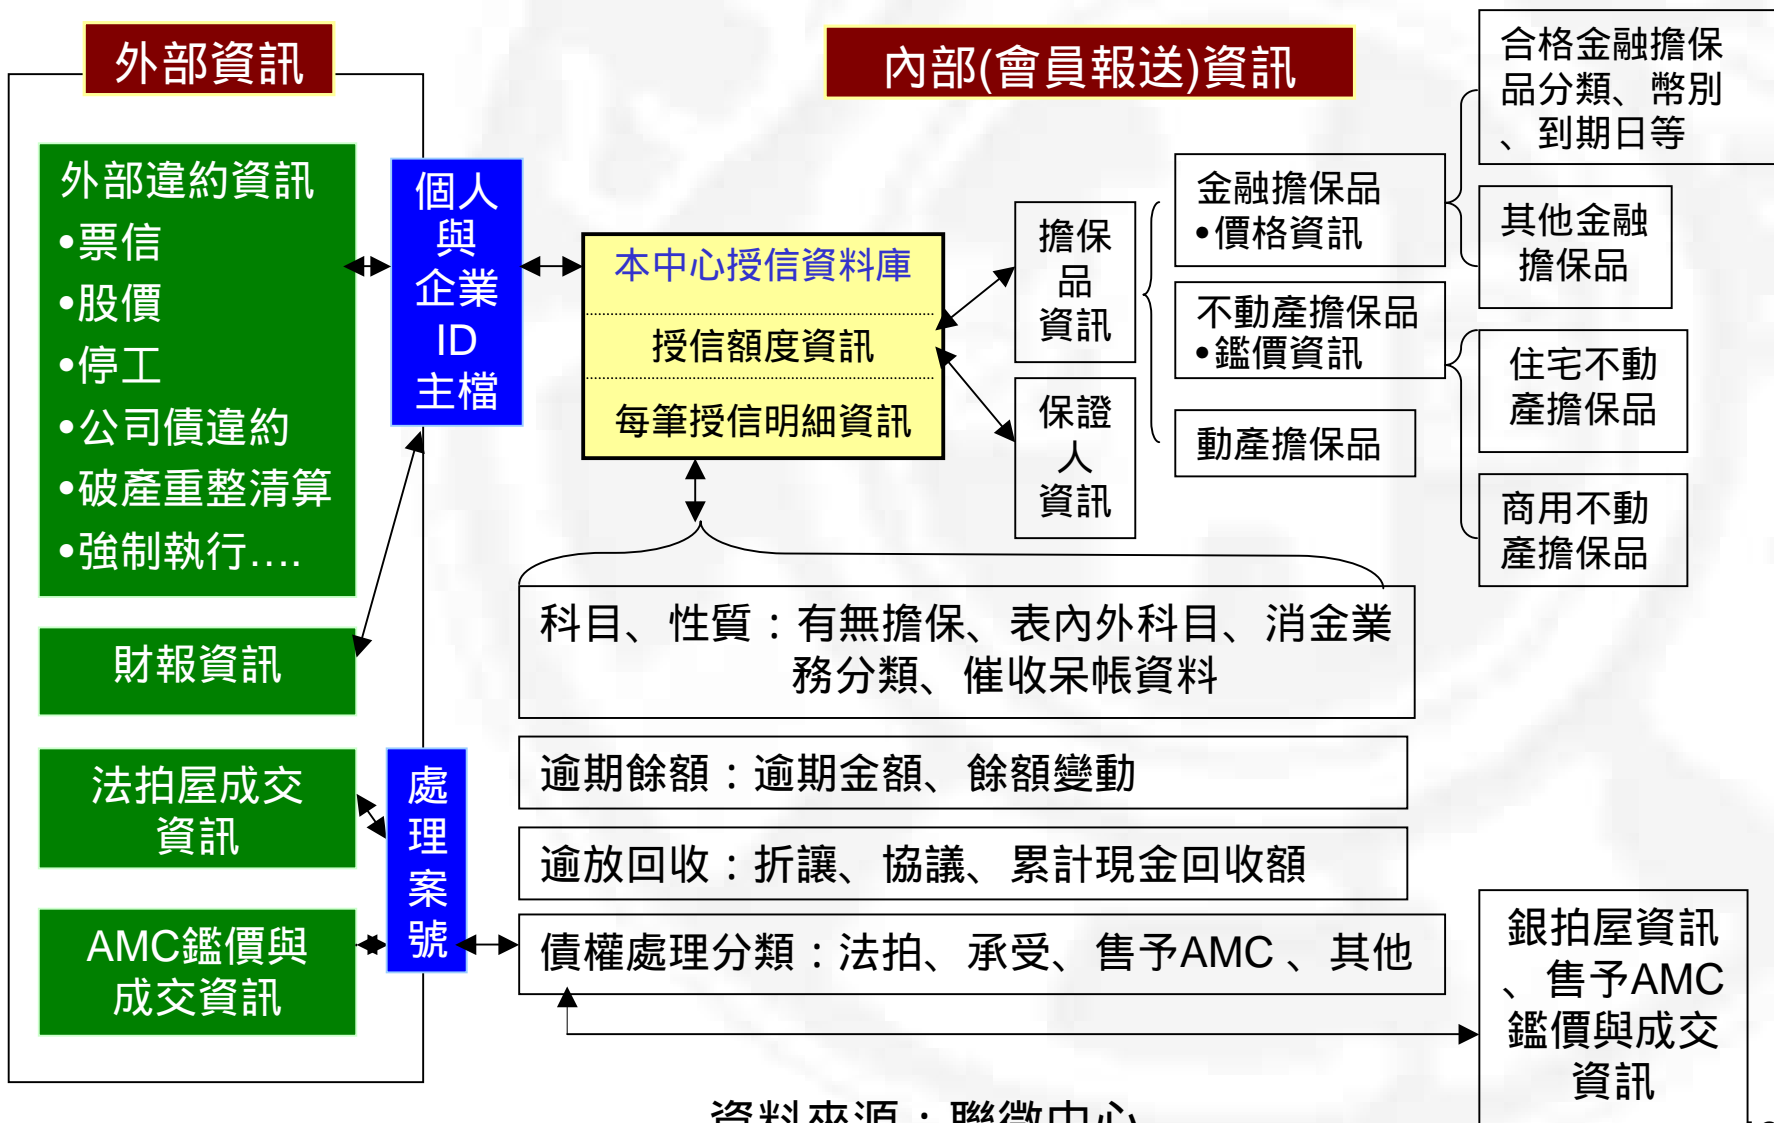 外部資訊
內部(會員報送)資訊
外部違約資訊
•票信
•股價
•停工
•公司債違約
•破產重整清算
•強制執行....
財報資訊
法拍屋成交
資訊
AMC鑑價與
成交資訊
個人
與
企業
ID
主檔
處
理
案
號
本中心授信資料庫
授信額度資訊
每筆授信明細資訊
擔保
品
資訊
保證
人
資訊
金融擔保品
•價格資訊
不動產擔保品
•鑑價資訊
動產擔保品
合格金融擔保
品分類、幣別
、到期日等
其他金融
擔保品
住宅不動
產擔保品
商用不動
產擔保品
科目、性質：有無擔保、表內外科目、消金業
務分類、催收呆帳資料
逾期餘額：逾期金額、餘額變動
逾放回收：折讓、協議、累計現金回收額
債權處理分類：法拍、承受、售予AMC 、其他
銀拍屋資訊
、售予AMC
鑑價與成交
資訊
資料來源：聯徵中心